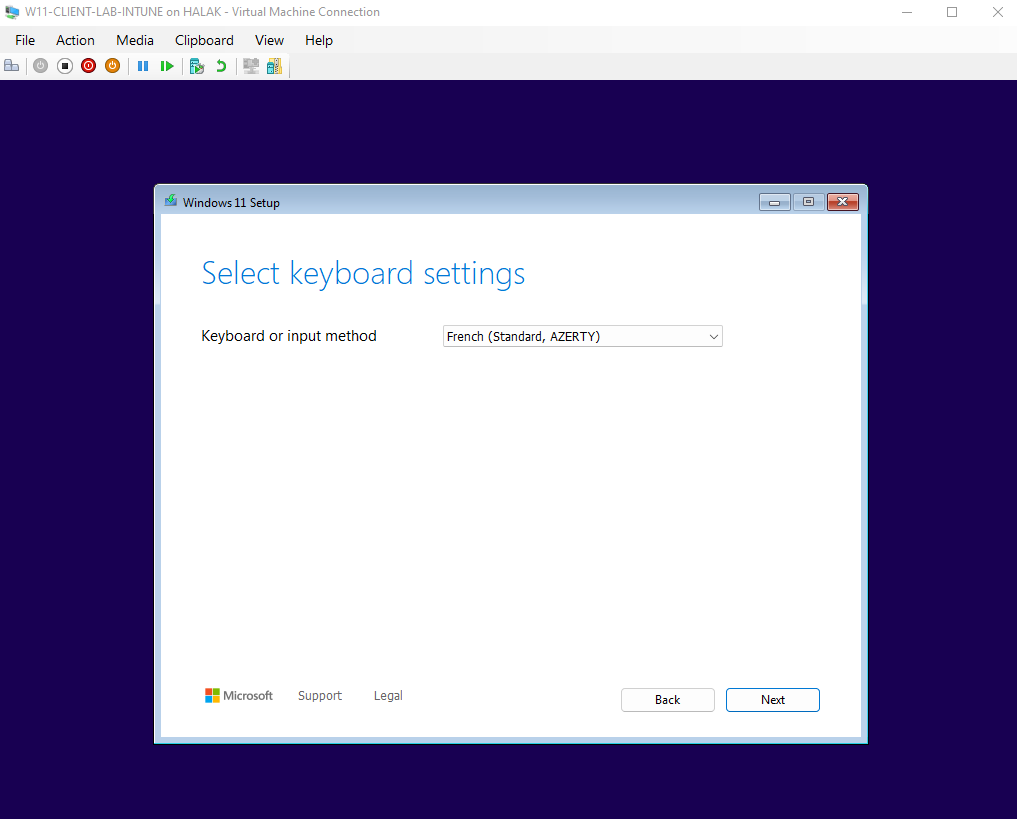 W11-CLIENT-LAB-INTUNE on HALAK - Virtual Machine Connection
File Action Media Clipboard View Help
Windows 11 Setup
Select keyboard settings
Keyboard or input method French (Standard, AZERTY)
Microsoft Support Legal Back Next